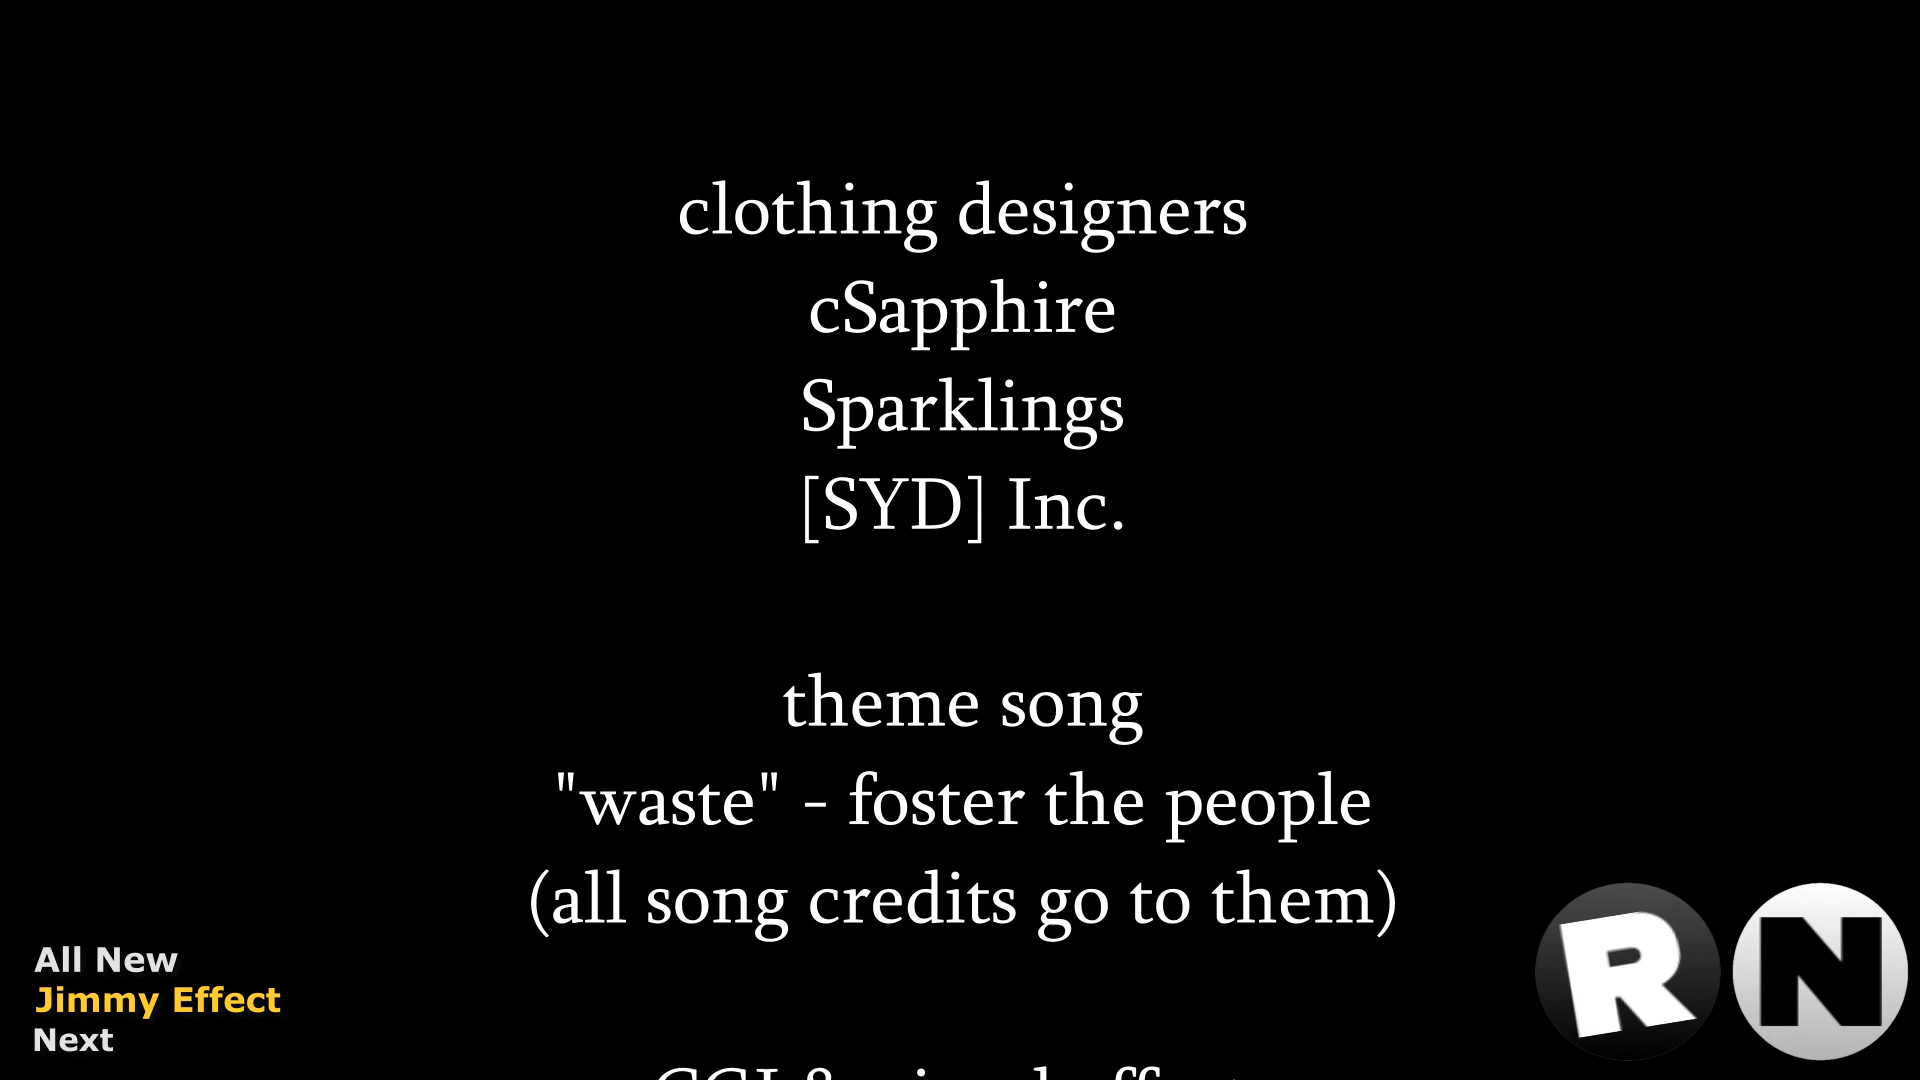 clothing designers
cSapphire
Sparklings
[SYD] Inc.
theme song
"waste" - foster the people
(all song credits go to them)
All New
Jimmy Effect
Next
R N